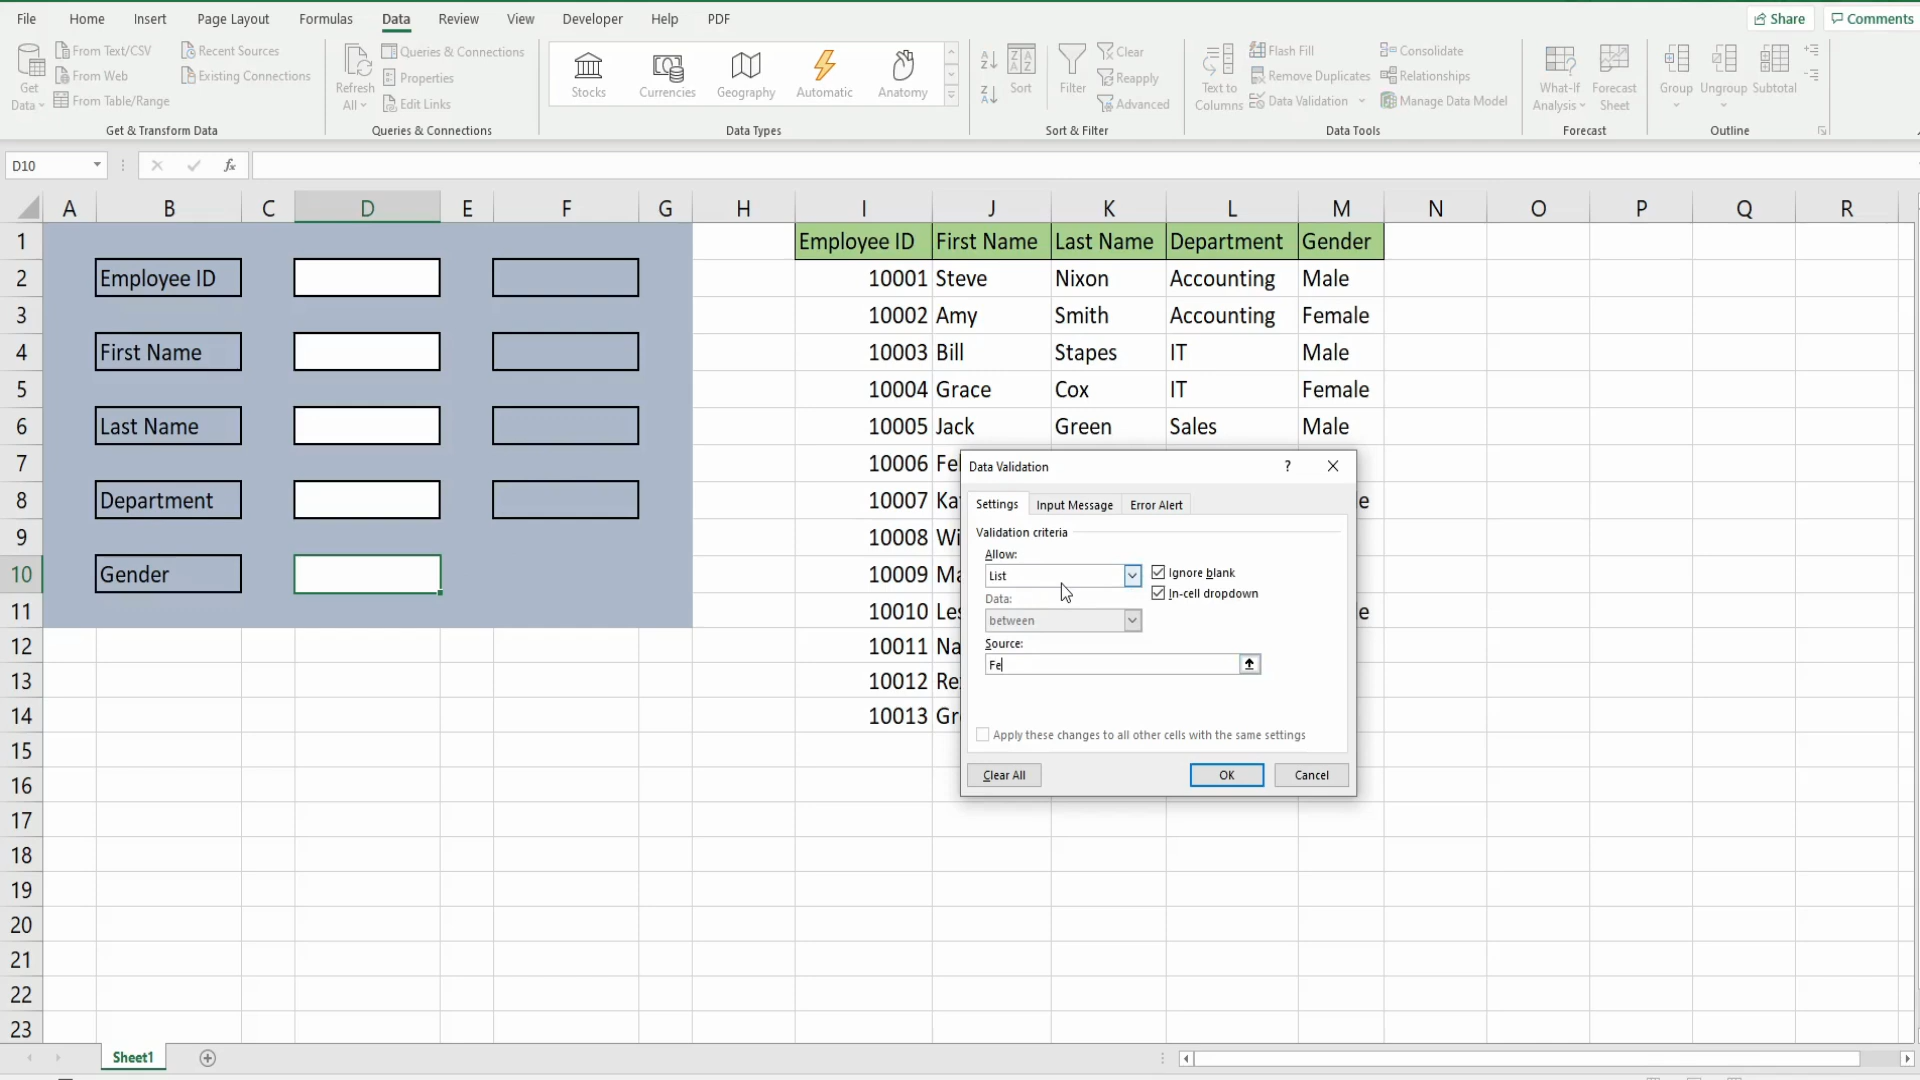 File Home Insert Page Layout Formulas Data Review View Developer Help PDF Share Comments
Get Data
From Text/CSV
From Web
From Table/Range
Recent Sources
Existing Connections
Get & Transform Data
Refresh All
Queries & Connections
Properties
Edit Links
Queries & Connections
Stocks Currencies Geography Automatic Anatomy
Data Types
Sort
Filter
Clear
Reapply
Advanced
Sort & Filter
Text to Columns
Flash Fill
Remove Duplicates
Data Validation
Consolidate
Relationships
Manage Data Model
Data Tools
What-If Analysis
Forecast Sheet
Forecast
Group Ungroup Subtotal
Outline
D10 fx
A B C D E F G H I J K L M N O P Q R
1 Employee ID First Name Last Name Department Gender
2 Employee ID 10001 Steve Nixon Accounting Male
3 10002 Amy Smith Accounting Female
4 First Name 10003 Bill Stapes IT Male
5 10004 Grace Cox IT Female
6 Last Name 10005 Jack Green Sales Male
7 10006 Fe
8 Department 10007 Ka e
9 10008 Wi
10 Gender 10009 Ma
11 10010 Les e
12 10011 Na
13 10012 Re
14 10013 Gr
15
16
17
18
19
20
21
22
23
Data Validation ?
Settings Input Message Error Alert
Validation criteria
Allow:
List
Ignore blank
Data:
In-cell dropdown
between
Source:
Fe
Apply these changes to all other cells with the same settings
Clear All OK Cancel
Sheet1